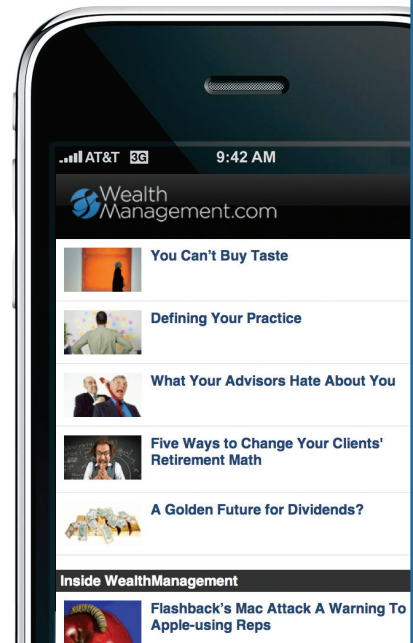 AT&T 3G 9:42 AM
Wealth
Management.com
You Can't Buy Taste
Defining Your Practice
What Your Advisors Hate About You
Five Ways to Change Your Clients'
Retirement Math
A Golden Future for Dividends?
Inside WealthManagement
Flashback's Mac Attack A Warning To
Apple-using Reps